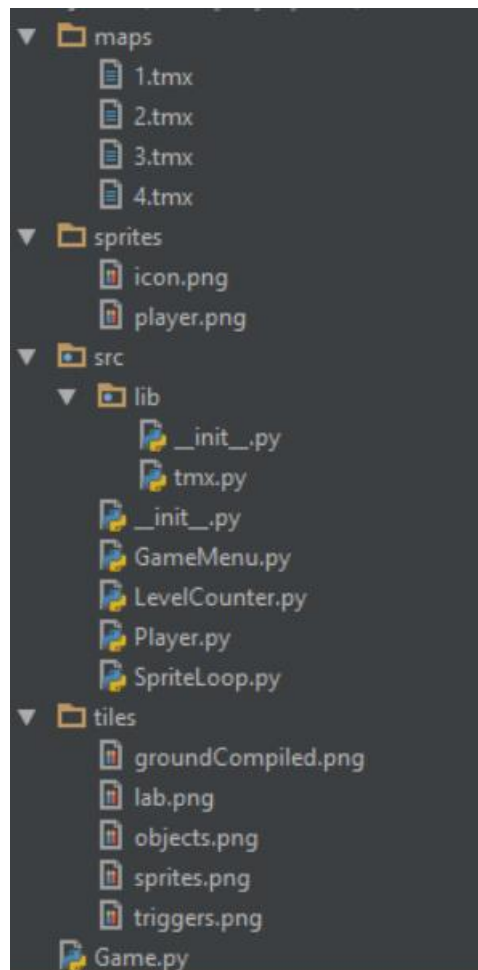 maps
1.tmx
2.tmx
3.tmx
4.tmx
sprites
icon.png
player.png
src
lib
__init__.py
tmx.py
__init__.py
GameMenu.py
LevelCounter.py
Player.py
SpriteLoop.py
tiles
groundCompiled.png
lab.png
objects.png
sprites.png
triggers.png
Game.py